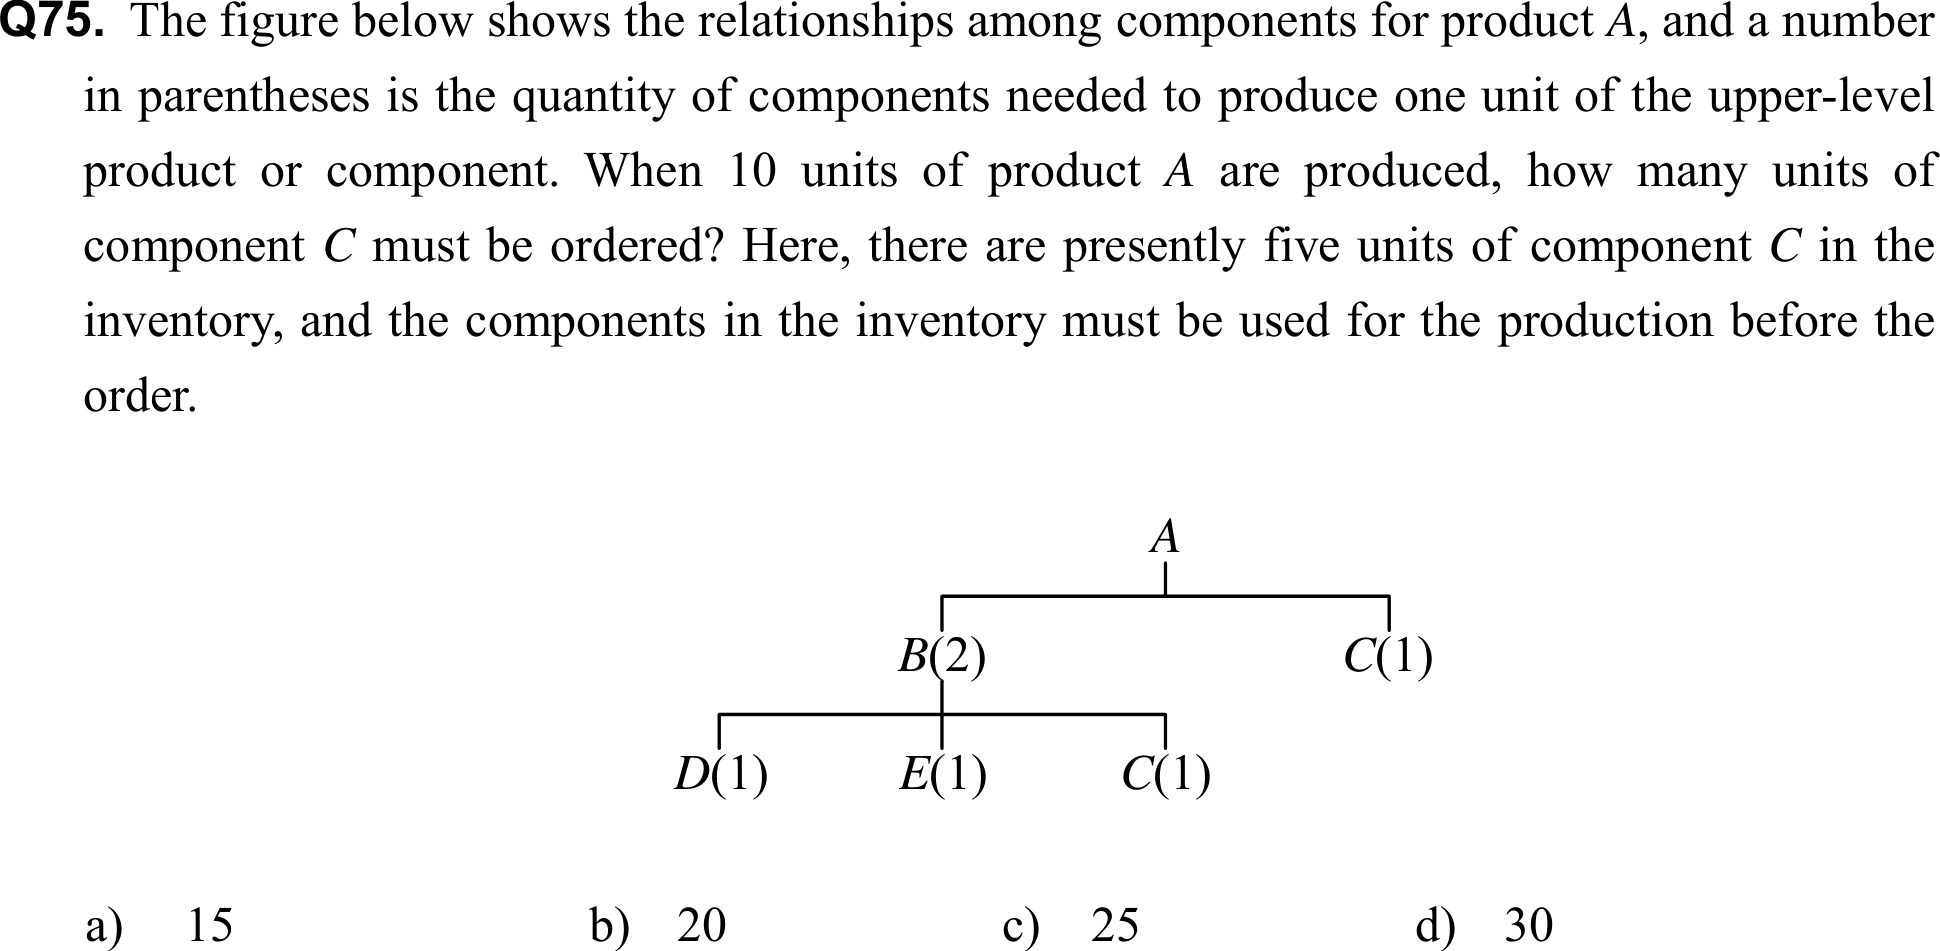 Q75. The figure below shows the relationships among components for product A, and a number
in parentheses is the quantity of components needed to produce one unit of the upper-level
product or component. When 10 units of product A are produced, how many units of
component C must be ordered? Here, there are presently five units of component C in the
inventory, and the components in the inventory must be used for the production before the
order.
A
B(2) C(1)
D(1) E(1) C(1)
a) 15 b) 20 c) 25 d) 30